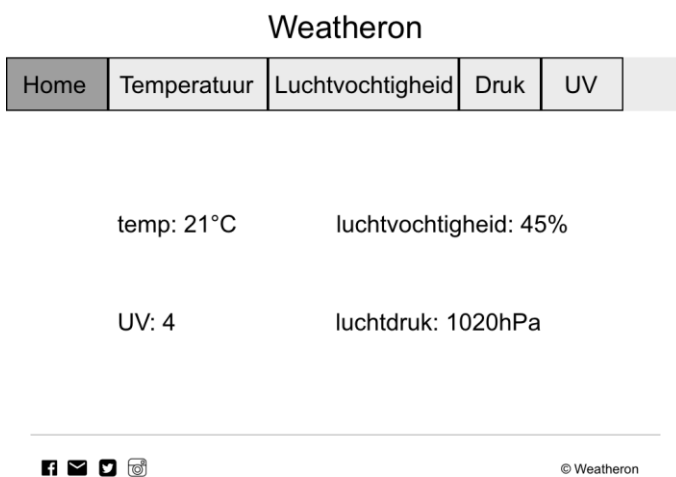 Weatheron
Home Temperatuur Luchtvochtigheid Druk UV
temp: 21°C luchtvochtigheid: 45%
UV: 4 luchtdruk: 1020hPa
© Weatheron